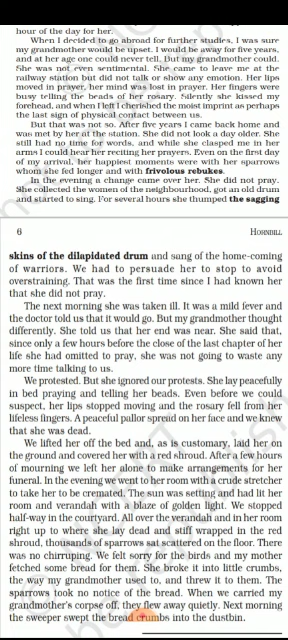 hour of the day for her.
When I decided to go abroad for further studies, I was sure
my grandmother would be upset. I would be away for five years,
and at her age one could never tell. But my grandmother could.
She was not even sentimental. She came to leave me at the
railway station but did not talk or show any emotion. Her lips
moved in prayer, her mind was lost in prayer. Her fingers were
busy telling the beads of her rosary. Silently she kissed my
forehead, and when I left I cherished the moist imprint as perhaps
the last sign of physical contact between us.
But that was not so. After five years I came back home and
was met by her at the station. She did not look a day older. She
still had no time for words, and while she clasped me in her
arms I could hear her reciting her prayers. Even on the first day
of my arrival, her happiest moments were with her sparrows
whom she fed longer and with frivolous rebukes.
In the evening a change came over her. She did not pray.
She collected the women of the neighbourhood, got an old drum
and started to sing. For several hours she thumped the sagging
6 HORNBILL
skins of the dilapidated drum and sang of the home-coming
of warriors. We had to persuade her to stop to avoid
overstraining. That was the first time since I had known her
that she did not pray.
The next morning she was taken ill. It was a mild fever and
the doctor told us that it would go. But my grandmother thought
differently. She told us that her end was near. She said that,
since only a few hours before the close of the last chapter of her
life she had omitted to pray, she was not going to waste any
more time talking to us.
We protested. But she ignored our protests. She lay peacefully
in bed praying and telling her beads. Even before we could
suspect, her lips stopped moving and the rosary fell from her
lifeless fingers. A peaceful pallor spread on her face and we knew
that she was dead.
We lifted her off the bed and, as is customary, laid her on
the ground and covered her with a red shroud. After a few hours
of mourning we left her alone to make arrangements for her
funeral. In the evening we went to her room with a crude stretcher
to take her to be cremated. The sun was setting and had lit her
room and verandah with a blaze of golden light. We stopped
half-way in the courtyard. All over the verandah and in her room
right up to where she lay dead and stiff wrapped in the red
shroud, thousands of sparrows sat scattered on the floor. There
was no chirruping. We felt sorry for the birds and my mother
fetched some bread for them. She broke it into little crumbs,
the way my grandmother used to, and threw it to them. The
sparrows took no notice of the bread. When we carried my
grandmother's corpse off, they flew away quietly. Next morning
the sweeper swept the bread crumbs into the dustbin.